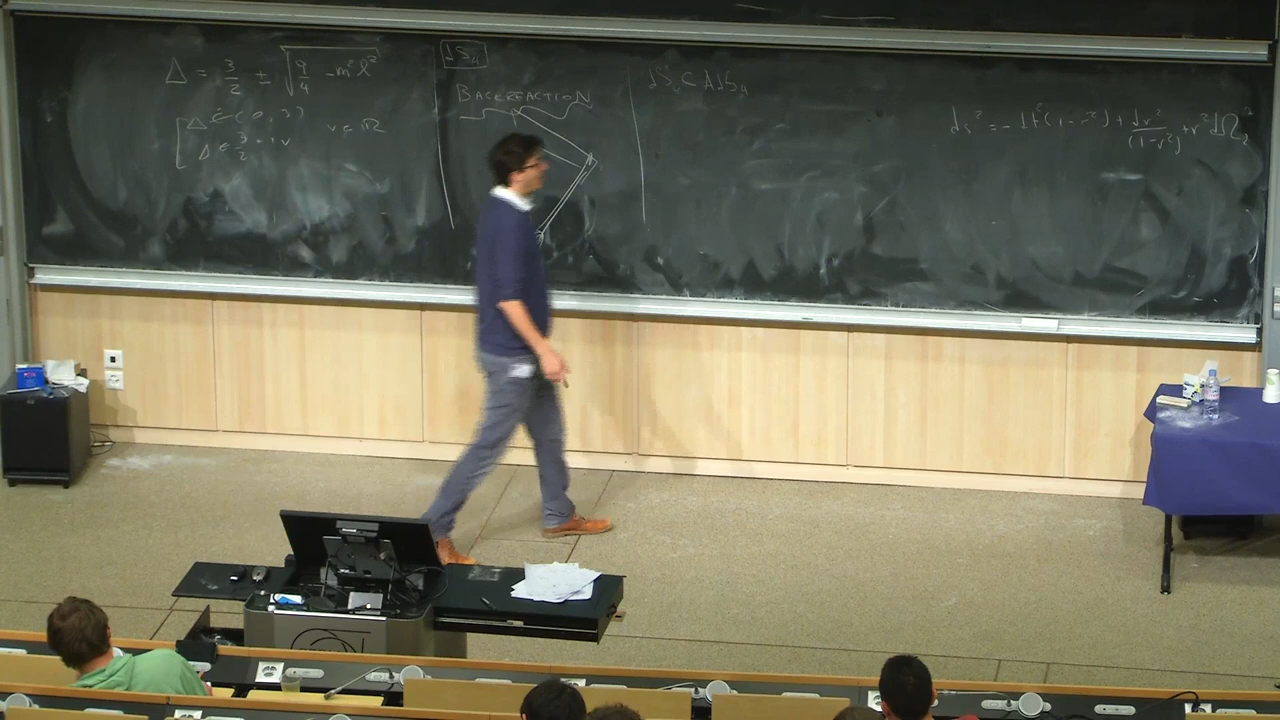 Δ = 3/2 ± √(9/4 - m²ℓ²)
Δ ∈ (0, 3)
Δ ∈ 3/2 + iν ν ∈ ℝ
dS₄
BACKREACTION
dS₄ ⊂ AdS₄
ds² = -dt²(1-r²) + dr²/(1-r²) + r²dΩ₂²